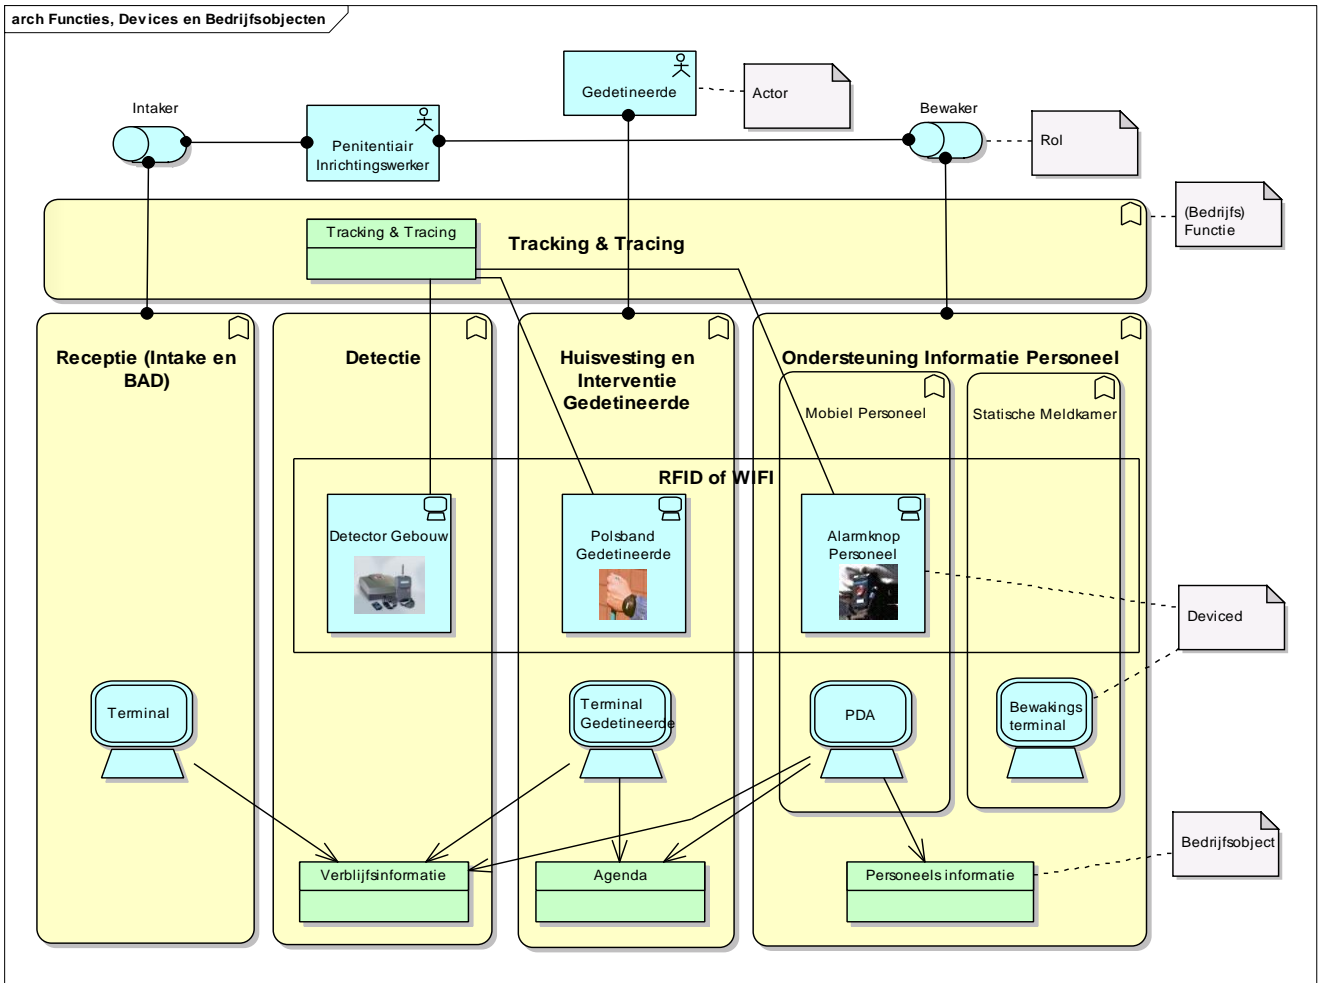 arch Functies, Devices en Bedrijfsobjecten
Intaker
Penitentiair
Inrichtingswerker
Gedetineerde
Actor
Bewaker
Rol
(Bedrijfs)
Functie
Tracking & Tracing
Tracking & Tracing
Receptie (Intake en
BAD)
Detectie
Huisvesting en
Interventie
Gedetineerde
Ondersteuning Informatie Personeel
Mobiel Personeel
Statische Meldkamer
RFID of WIFI
Detector Gebouw
Polsband
Gedetineerde
Alarmknop
Personeel
Deviced
Terminal
Terminal
Gedetineerde
PDA
Bewakings
terminal
Bedrijfsobject
Verblijfsinformatie
Agenda
Personeels informatie